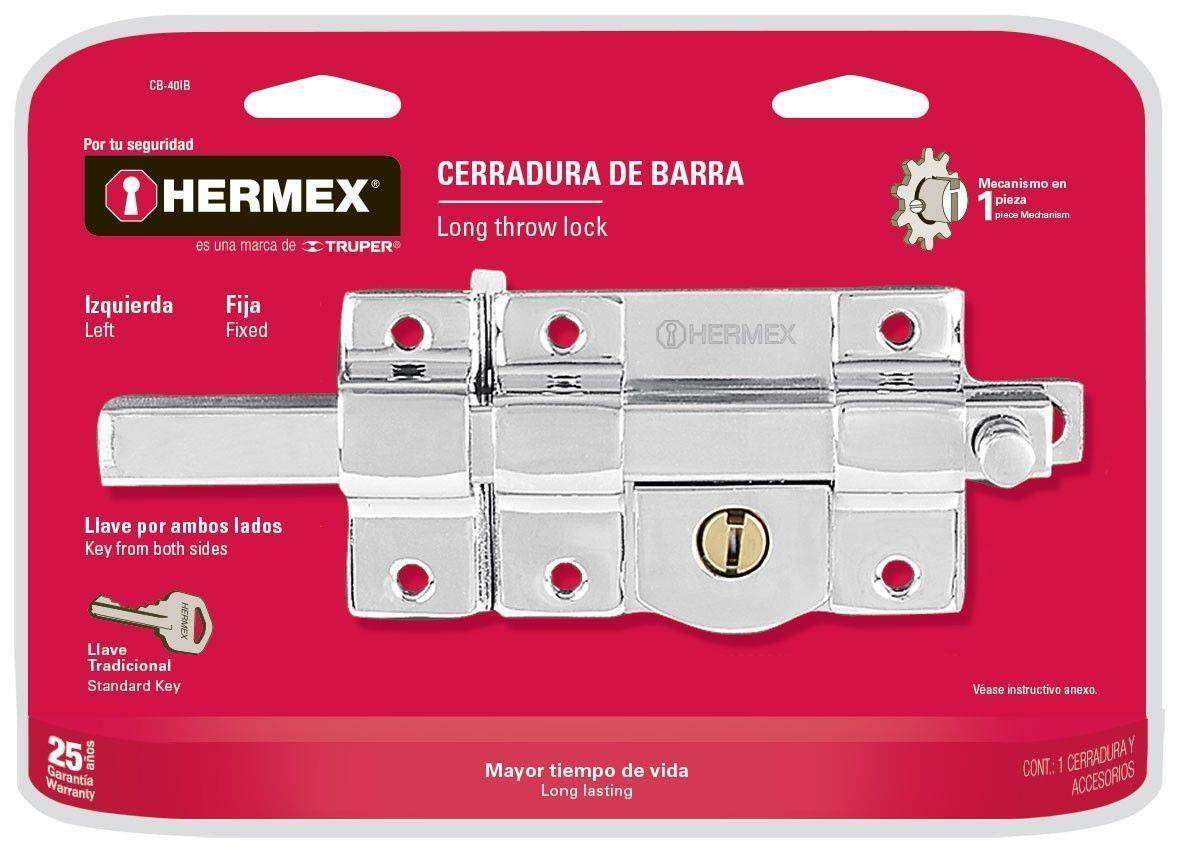 CB-40IB
Por tu seguridad
HERMEX®
es una marca de TRUPER®
CERRADURA DE BARRA
Long throw lock
Mecanismo en
1 pieza
piece Mechanism
Izquierda
Left
Fija
Fixed
HERMEX
Llave por ambos lados
Key from both sides
HERMEX
Llave
Tradicional
Standard Key
Véase instructivo anexo.
25 años
Garantía
Warranty
Mayor tiempo de vida
Long lasting
CONT.: 1 CERRADURA Y
ACCESORIOS